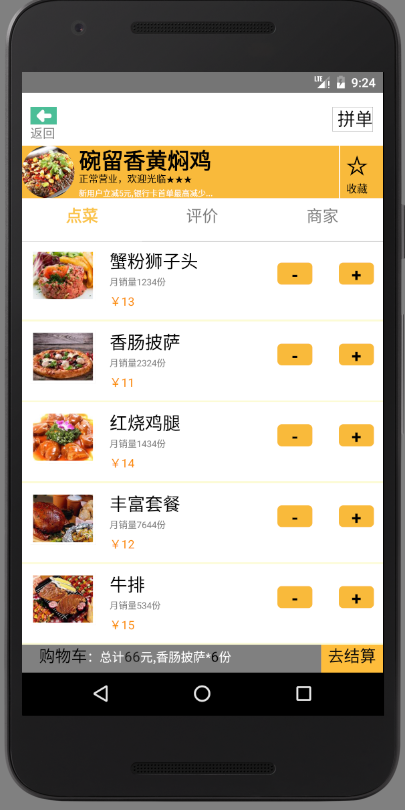 LTE 9:24
返回
拼单
碗留香黄焖鸡
正常营业，欢迎光临★★★
新用户立减5元,银行卡首单最高减少...
收藏
点菜 评价 商家
蟹粉狮子头
月销量1234份
￥13
- +
香肠披萨
月销量2324份
￥11
- +
红烧鸡腿
月销量1434份
￥14
- +
丰富套餐
月销量7644份
￥12
- +
牛排
月销量534份
￥15
- +
购物车：总计66元,香肠披萨*6份
去结算